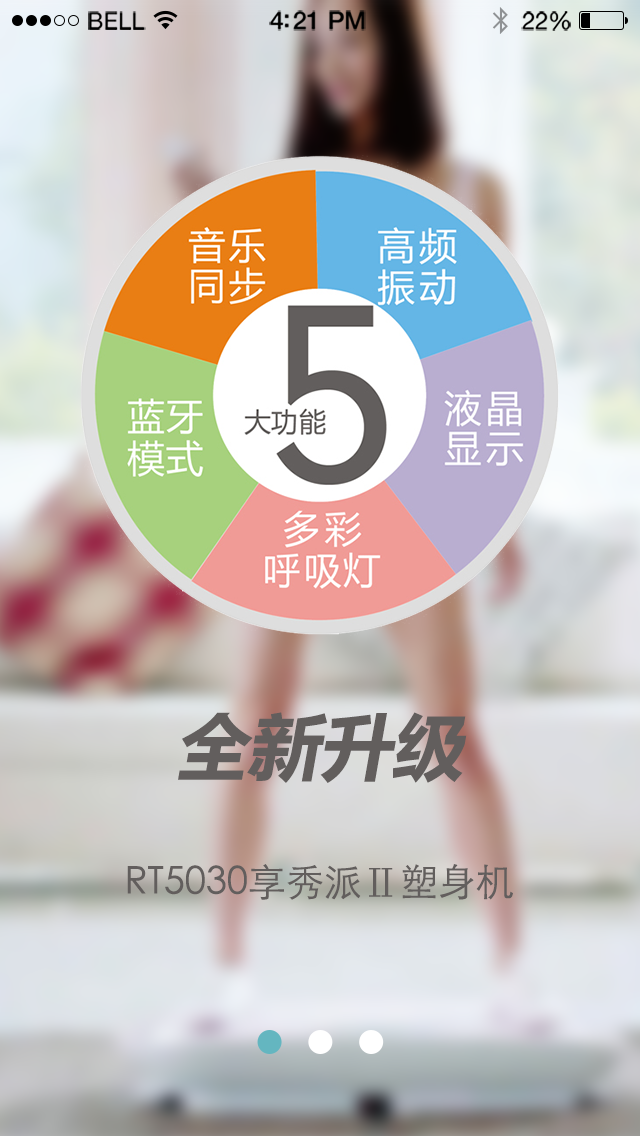 BELL 4:21 PM 22%
音乐
同步
高频
振动
蓝牙
模式
液晶
显示
5
大功能
多彩
呼吸灯
全新升级
RT5030享秀派Ⅱ塑身机